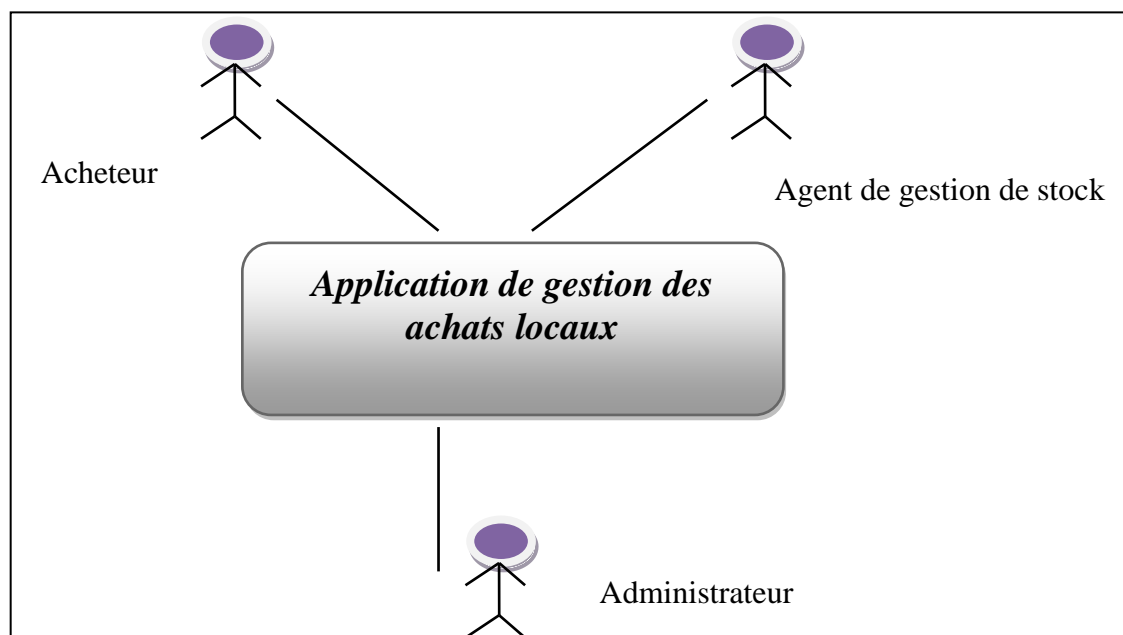 Acheteur
Agent de gestion de stock
Application de gestion des
achats locaux
Administrateur